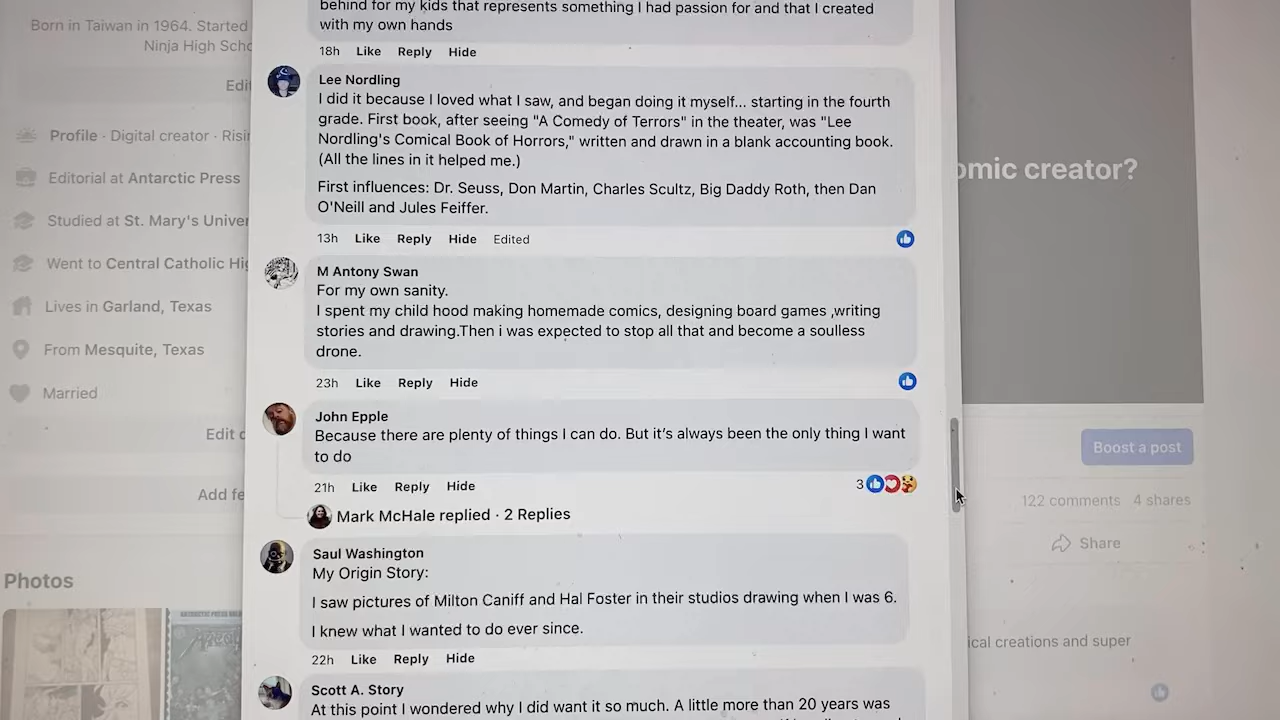 behind for my kids that represents something I had passion for and that I created
with my own hands
18h Like Reply Hide
Lee Nordling
I did it because I loved what I saw, and began doing it myself... starting in the fourth
grade. First book, after seeing "A Comedy of Terrors" in the theater, was "Lee
Nordling's Comical Book of Horrors," written and drawn in a blank accounting book.
(All the lines in it helped me.)
First influences: Dr. Seuss, Don Martin, Charles Scultz, Big Daddy Roth, then Dan
O'Neill and Jules Feiffer.
13h Like Reply Hide Edited
M Antony Swan
For my own sanity.
I spent my child hood making homemade comics, designing board games ,writing
stories and drawing.Then i was expected to stop all that and become a soulless
drone.
23h Like Reply Hide
John Epple
Because there are plenty of things I can do. But it’s always been the only thing I want
to do
21h Like Reply Hide
3
Mark McHale replied · 2 Replies
Saul Washington
My Origin Story:
I saw pictures of Milton Caniff and Hal Foster in their studios drawing when I was 6.
I knew what I wanted to do ever since.
22h Like Reply Hide
Scott A. Story
At this point I wondered why I did want it so much. A little more than 20 years was
Born in Taiwan in 1964. Started
Ninja High Scho
Edit
Profile · Digital creator · Risin
Editorial at Antarctic Press
Studied at St. Mary's Univer
Went to Central Catholic Hig
Lives in Garland, Texas
From Mesquite, Texas
Married
Edit d
Add fe
Photos
omic creator?
Boost a post
122 comments 4 shares
Share
ical creations and super